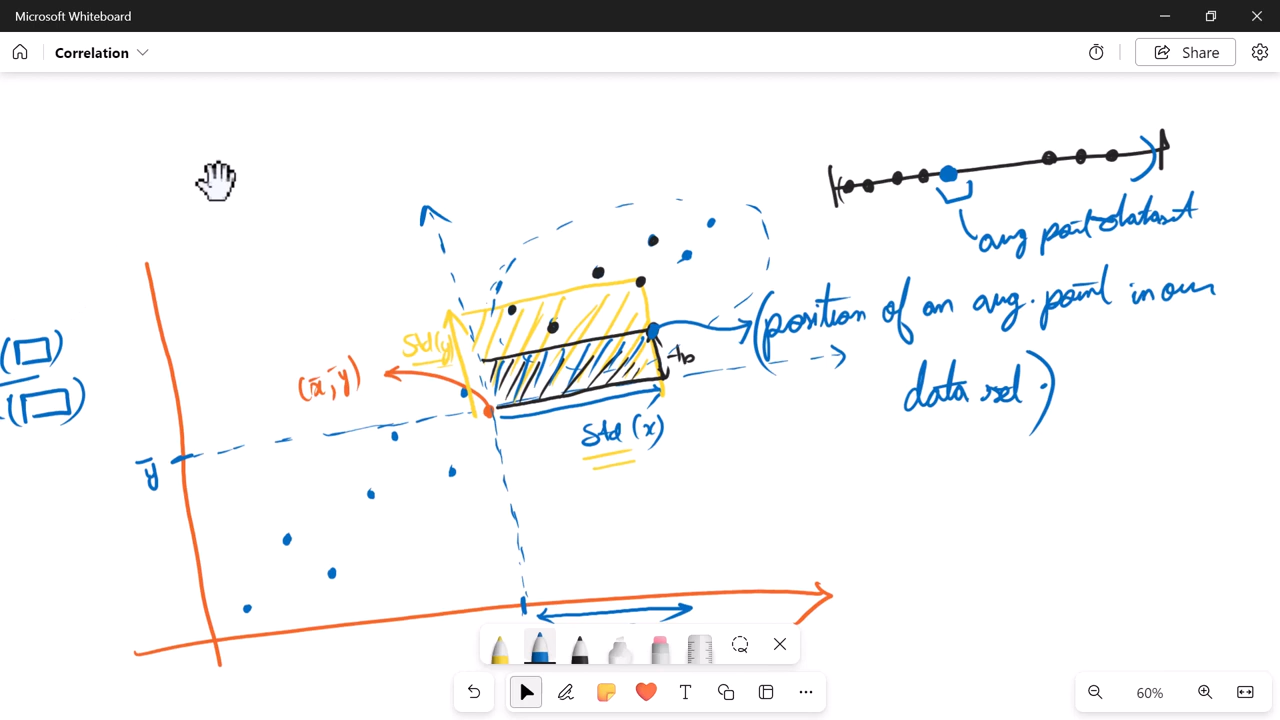 Microsoft Whiteboard
Correlation
Share
avg point dataset
(position of an avg. point in our
data set.)
Std(y)
(x̄, ȳ)
Std (x)
ȳ
60%